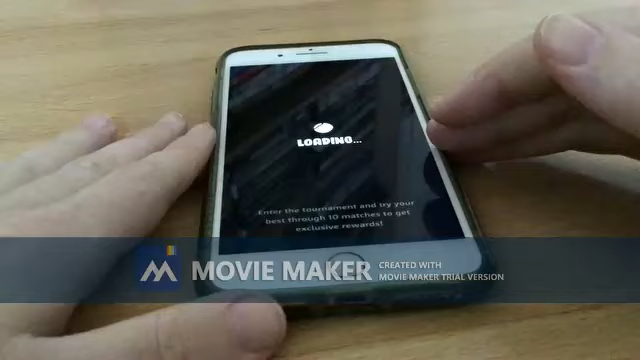 LOADING...
Enter the tournament and try your
best through 10 matches to get
exclusive rewards!
MOVIE MAKER
CREATED WITH
MOVIE MAKER TRIAL VERSION